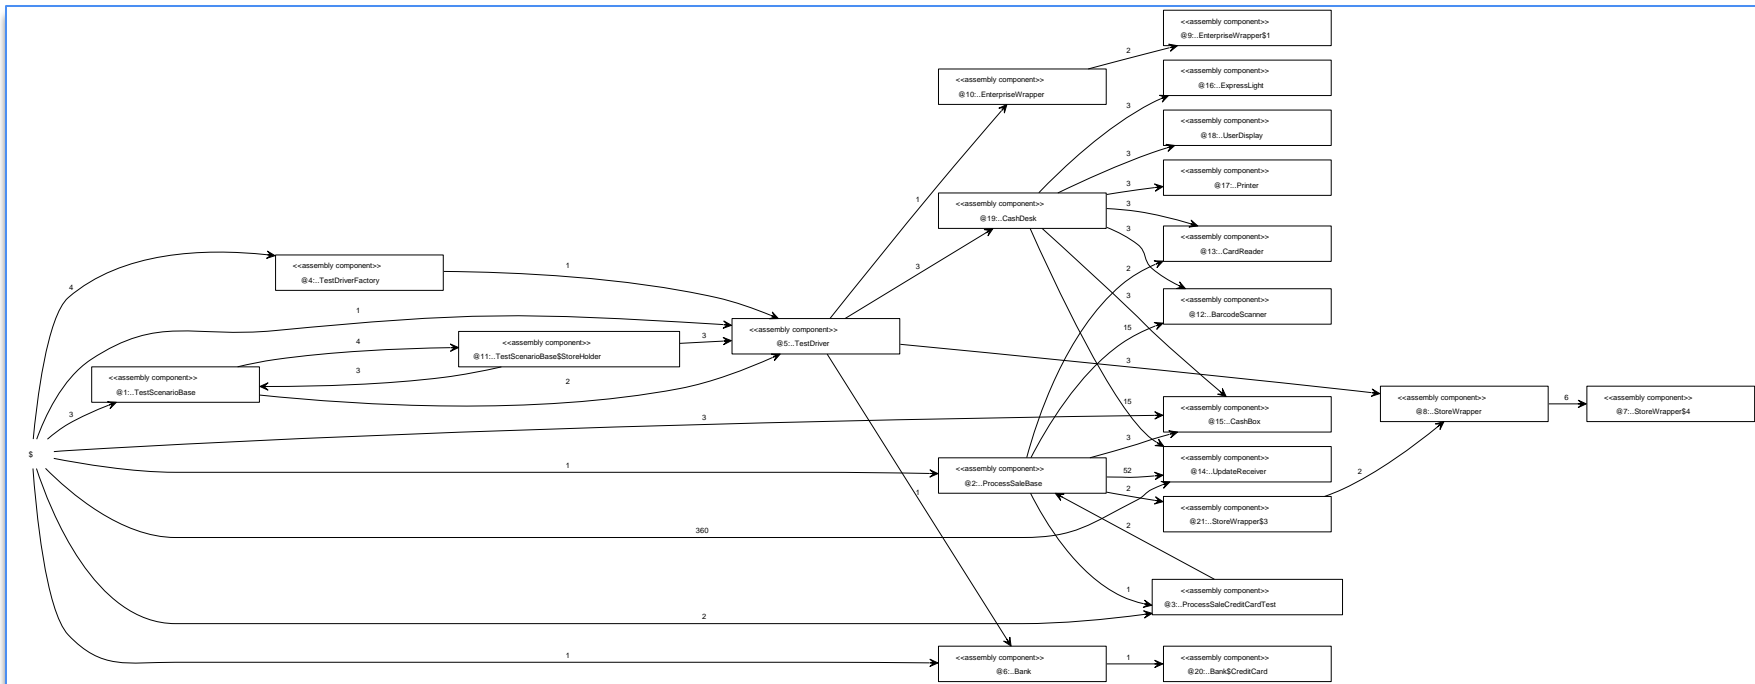 <<assembly component>>
@9:..EnterpriseWrapper$1
2
<<assembly component>>
@10:..EnterpriseWrapper
<<assembly component>>
@16:..ExpressLight
3
<<assembly component>>
@18:..UserDisplay
3
<<assembly component>>
@17:..Printer
3
1
<<assembly component>>
@19:..CashDesk
3
3
<<assembly component>>
@13:..CardReader
4
<<assembly component>>
@4:..TestDriverFactory
1
3
2
3
<<assembly component>>
@12:..BarcodeScanner
1
<<assembly component>>
@5:..TestDriver
15
4
<<assembly component>>
@11:..TestScenarioBase$StoreHolder
3
3
3
<<assembly component>>
@1:..TestScenarioBase
2
<<assembly component>>
@8:..StoreWrapper
6
<<assembly component>>
@7:..StoreWrapper$4
3
3
15
<<assembly component>>
@15:..CashBox
3
$
1
<<assembly component>>
@2:..ProcessSaleBase
52
<<assembly component>>
@14:..UpdateReceiver
2
1
2
<<assembly component>>
@21:..StoreWrapper$3
360
2
1
<<assembly component>>
@3:..ProcessSaleCreditCardTest
2
1
<<assembly component>>
@6:..Bank
1
<<assembly component>>
@20:..Bank$CreditCard